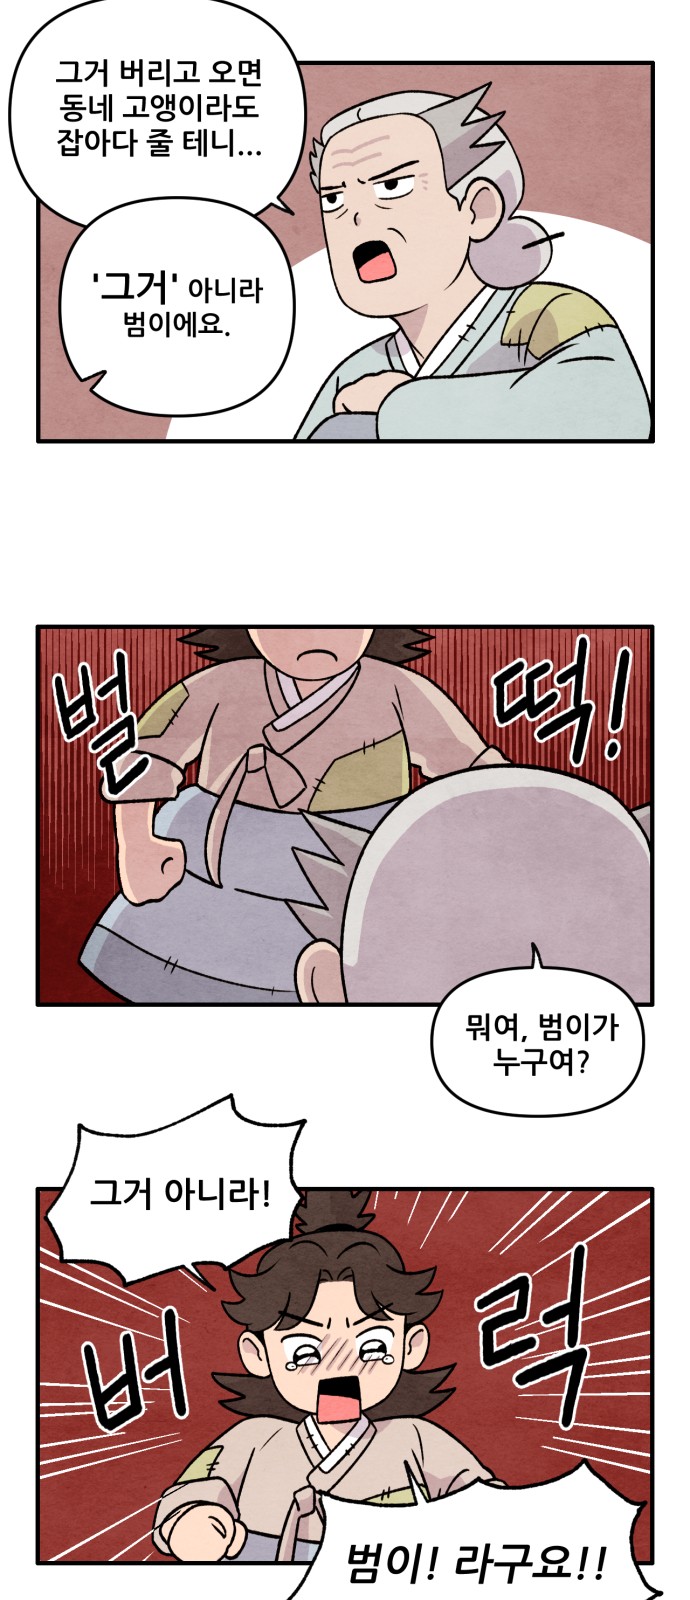 그거 버리고 오면
동네 고앵이라도
잡아다 줄 테니...
'그거' 아니라
범이에요.
벌
떡!
뭐여, 범이가
누구여?
그거 아니라!
버
럭
범이! 라구요!!